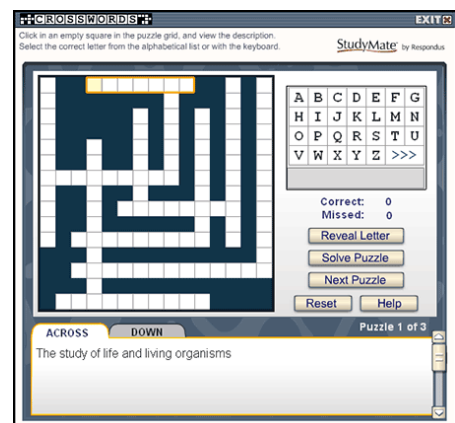 CROSSWORDS
EXIT
Click in an empty square in the puzzle grid, and view the description.
Select the correct letter from the alphabetical list or with the keyboard.
StudyMate by Respondus
A B C D E F G
H I J K L M N
O P Q R S T U
V W X Y Z >>>
Correct: 0
Missed: 0
Reveal Letter
Solve Puzzle
Next Puzzle
Reset Help
ACROSS DOWN Puzzle 1 of 3
The study of life and living organisms